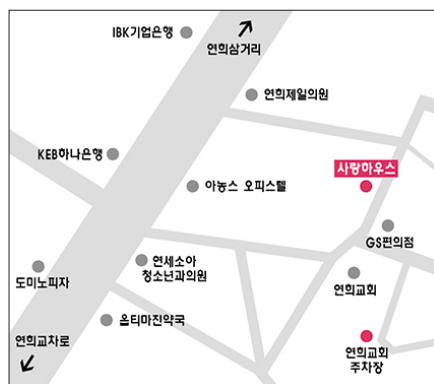 IBK기업은행
연희삼거리
연희제일의원
KEB하나은행
사랑하우스
아농스 오피스텔
GS편의점
연세소아
청소년과의원
도미노피자
연희교회
옵티마진약국
연희교차로
연희교회
주차장